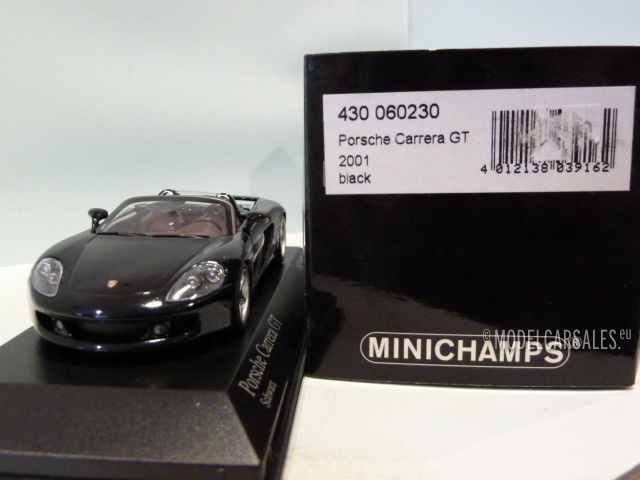 430 060230
Porsche Carrera GT
2001
black
4 012138 039162
© MODELCARSALES.eu
MINICHAMPS®
Porsche Carrera GT
Schwarz